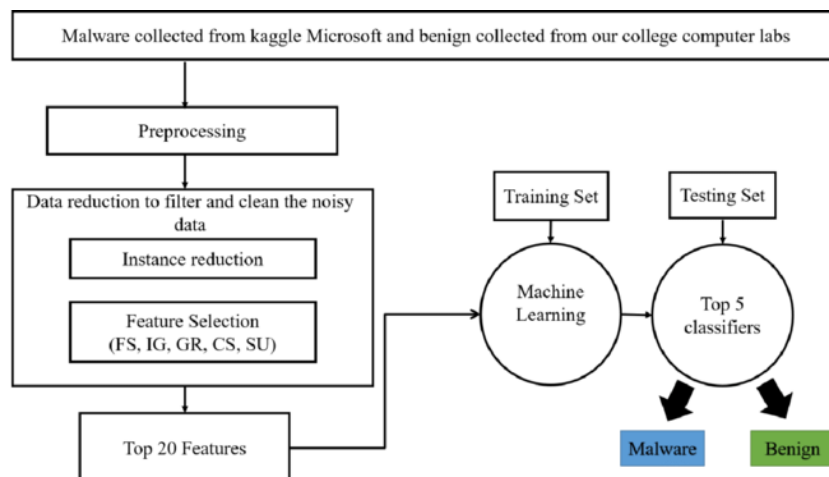 Malware collected from kaggle Microsoft and benign collected from our college computer labs
Preprocessing
Data reduction to filter and clean the noisy
data
Instance reduction
Feature Selection
(FS, IG, GR, CS, SU)
Top 20 Features
Training Set
Testing Set
Machine
Learning
Top 5
classifiers
Malware
Benign